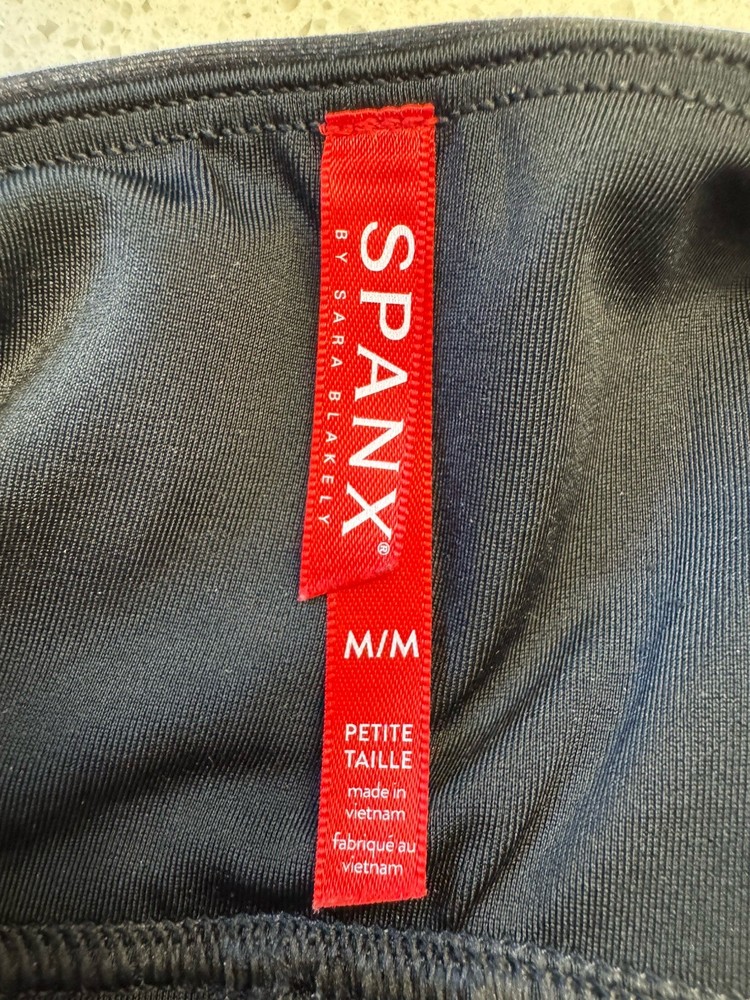 SPANX®
BY SARA BLAKELY
M/M
PETITE
TAILLE
made in
vietnam
fabriqué au
vietnam